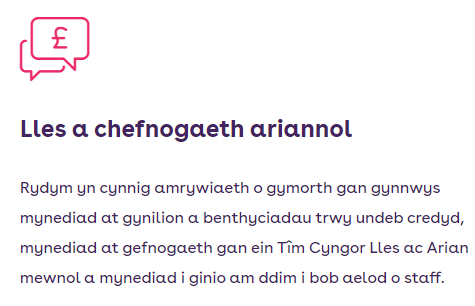 £
Lles a chefnogaeth ariannol
Rydym yn cynnig amrywiaeth o gymorth gan gynnwys
mynediad at gynilion a benthyciadau trwy undeb credyd,
mynediad at gefnogaeth gan ein Tîm Cyngor Lles ac Arian
mewnol a mynediad i ginio am ddim i bob aelod o staff.